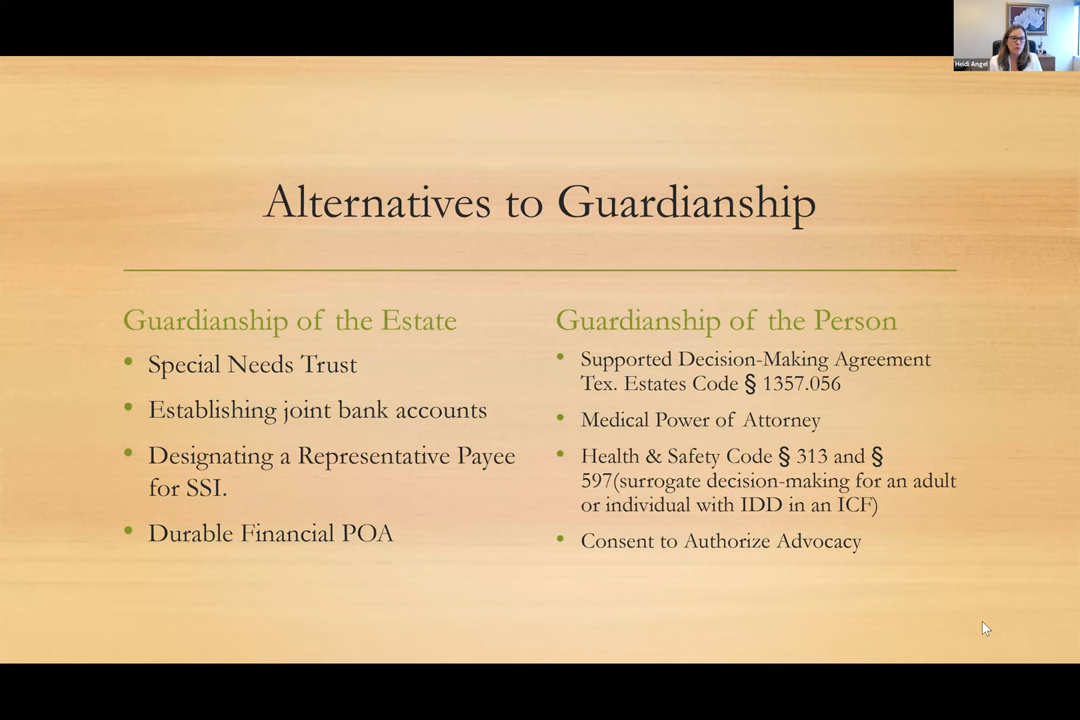 Heidi Angel
Alternatives to Guardianship
Guardianship of the Estate
• Special Needs Trust
• Establishing joint bank accounts
• Designating a Representative Payee
for SSI.
• Durable Financial POA
Guardianship of the Person
• Supported Decision-Making Agreement
Tex. Estates Code § 1357.056
• Medical Power of Attorney
• Health & Safety Code § 313 and §
597(surrogate decision-making for an adult
or individual with IDD in an ICF)
• Consent to Authorize Advocacy